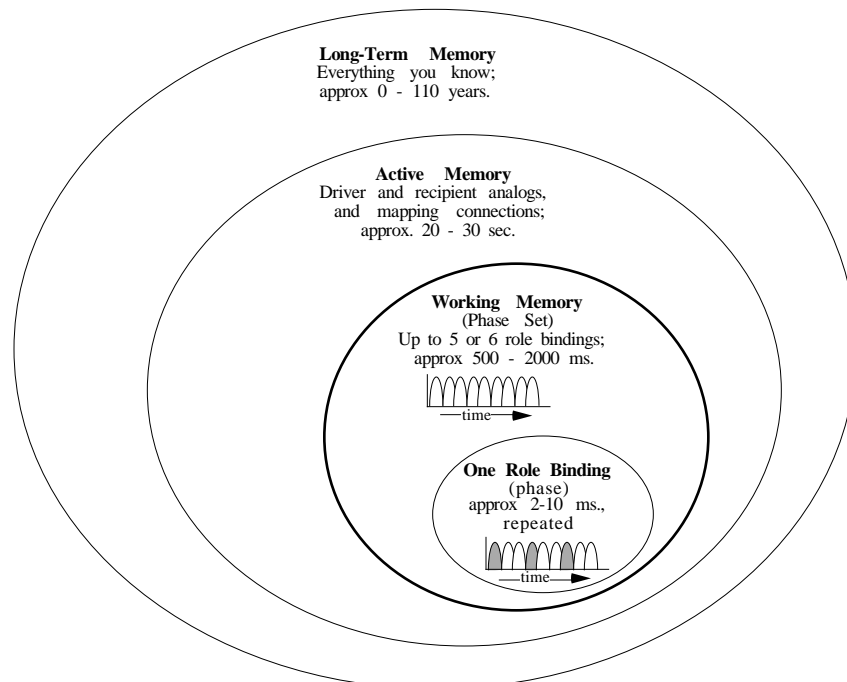 Long-Term Memory
Everything you know;
approx 0 - 110 years.
Active Memory
Driver and recipient analogs,
and mapping connections;
approx. 20 - 30 sec.
Working Memory
(Phase Set)
Up to 5 or 6 role bindings;
approx 500 - 2000 ms.
time
One Role Binding
(phase)
approx 2-10 ms.,
repeated
time